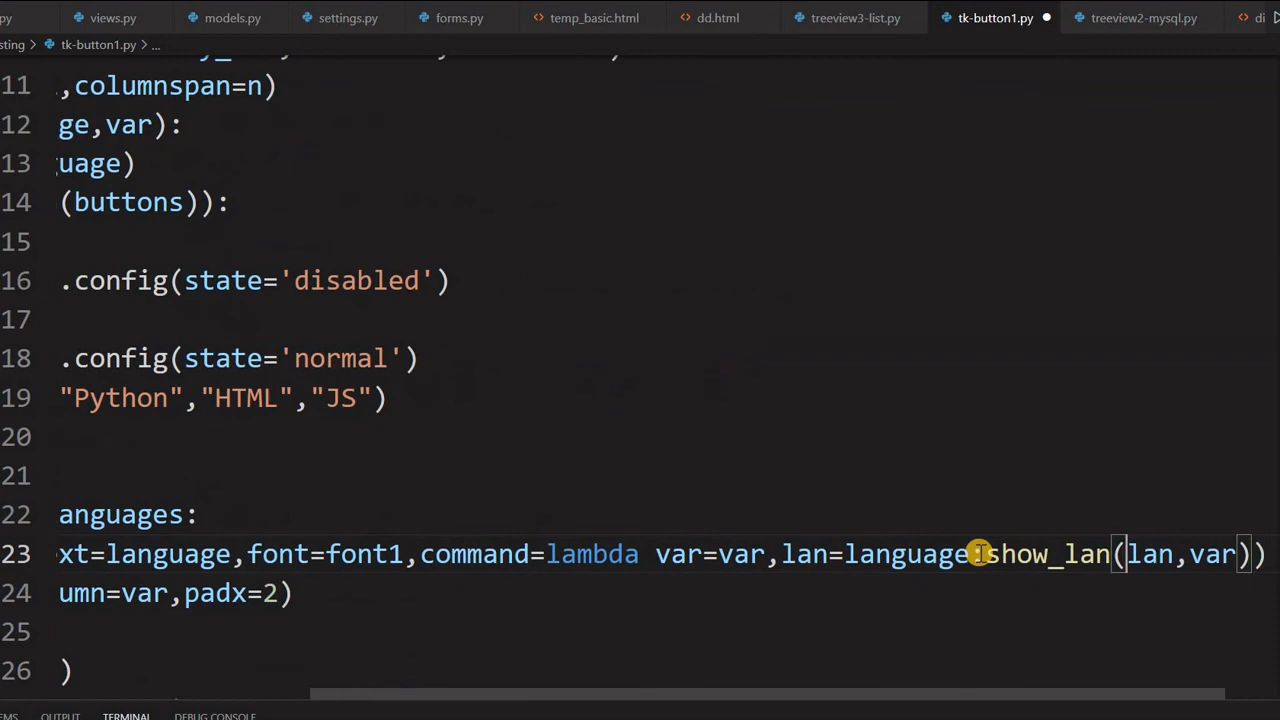 py views.py models.py settings.py forms.py temp_basic.html dd.html treeview3-list.py tk-button1.py treeview2-mysql.py di
sting > tk-button1.py > ...
11 ,columnspan=n)
12 ge,var):
13 uage)
14 (buttons)):
15
16 .config(state='disabled')
17
18 .config(state='normal')
19 "Python","HTML","JS")
20
21
22 anguages:
23 xt=language,font=font1,command=lambda var=var,lan=language:show_lan(lan,var))
24 umn=var,padx=2)
25
26 )
EMS OUTPUT TERMINAL DEBUG CONSOLE